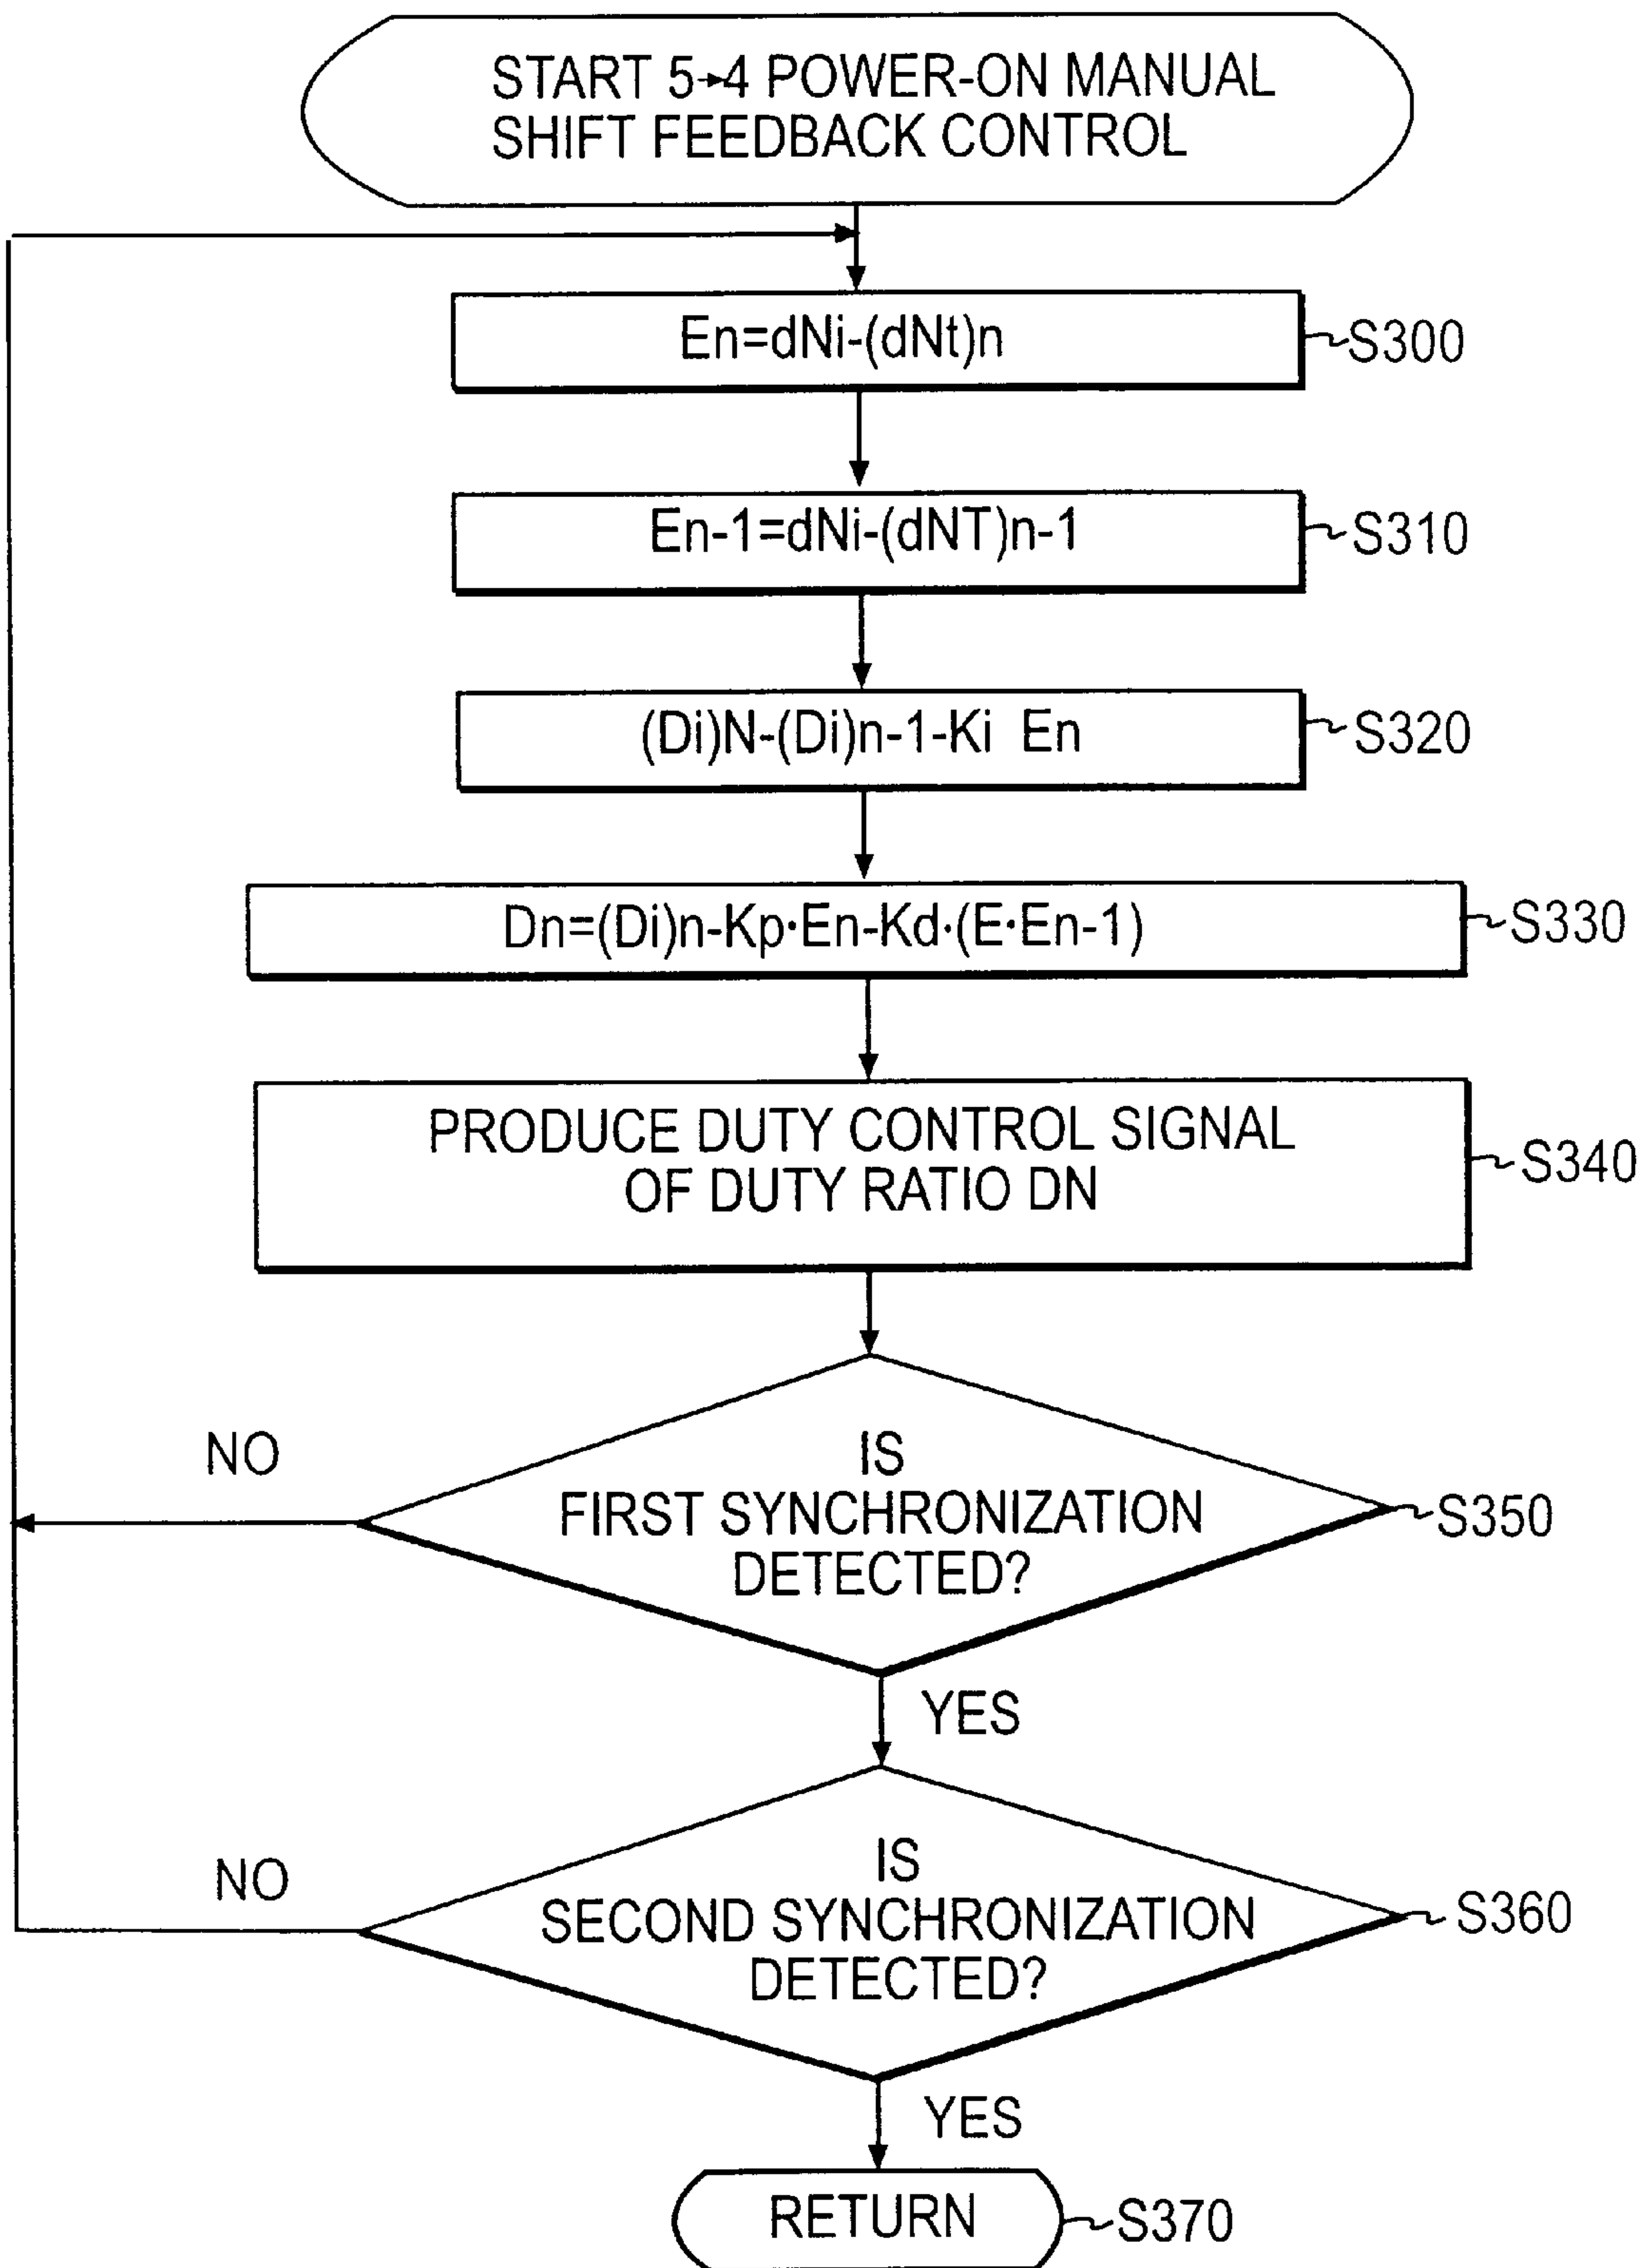 START 5→4 POWER-ON MANUAL
SHIFT FEEDBACK CONTROL
En=dNi-(dNt)n
S300
En-1=dNi-(dNT)n-1
S310
(Di)N-(Di)n-1-Ki En
S320
Dn=(Di)n-Kp·En-Kd·(E·En-1)
S330
PRODUCE DUTY CONTROL SIGNAL
OF DUTY RATIO DN
S340
NO
IS
FIRST SYNCHRONIZATION
DETECTED?
S350
YES
NO
IS
SECOND SYNCHRONIZATION
DETECTED?
S360
YES
RETURN
S370